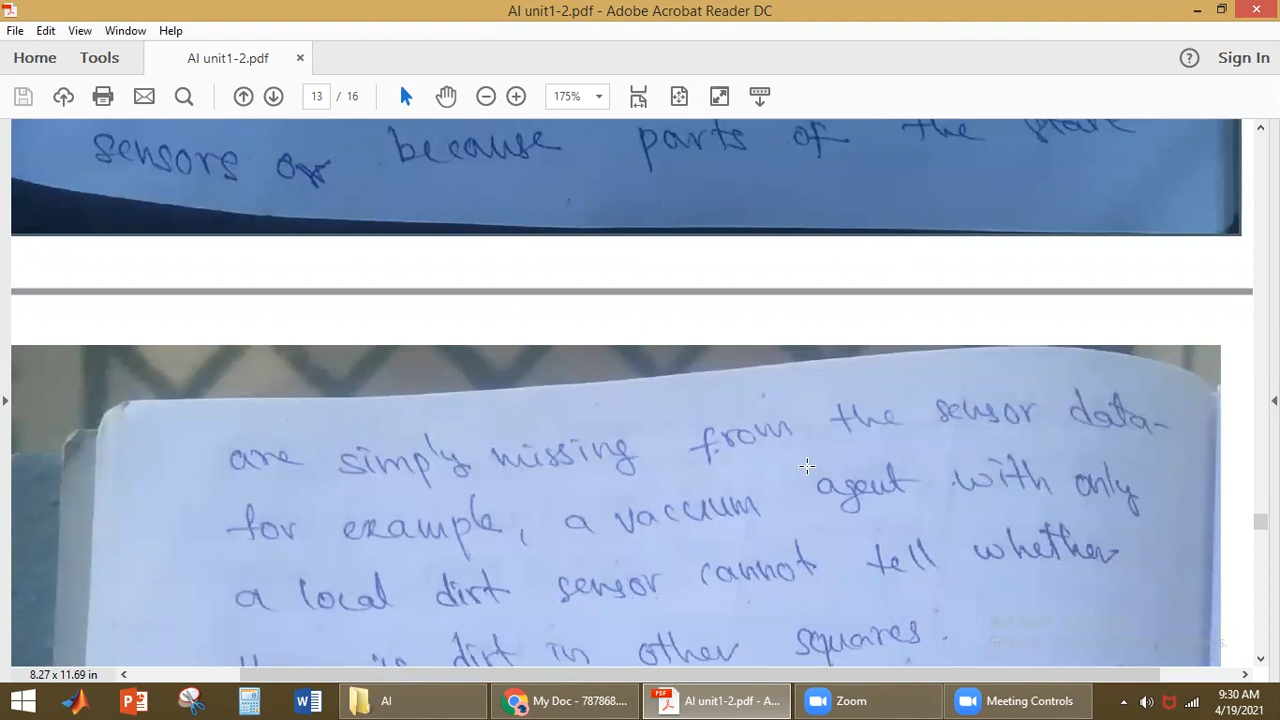 AI unit1-2.pdf - Adobe Acrobat Reader DC
File Edit View Window Help
Home Tools AI unit1-2.pdf × Sign In
13 / 16 175%
sensors or because parts of the state
are simply missing from the sensor data-
for example, a vacuum agent with only
a local dirt sensor cannot tell whether
is dirt in other squares.
8.27 x 11.69 in
AI My Doc - 787868.... AI unit1-2.pdf - A... Zoom Meeting Controls
9:30 AM
4/19/2021